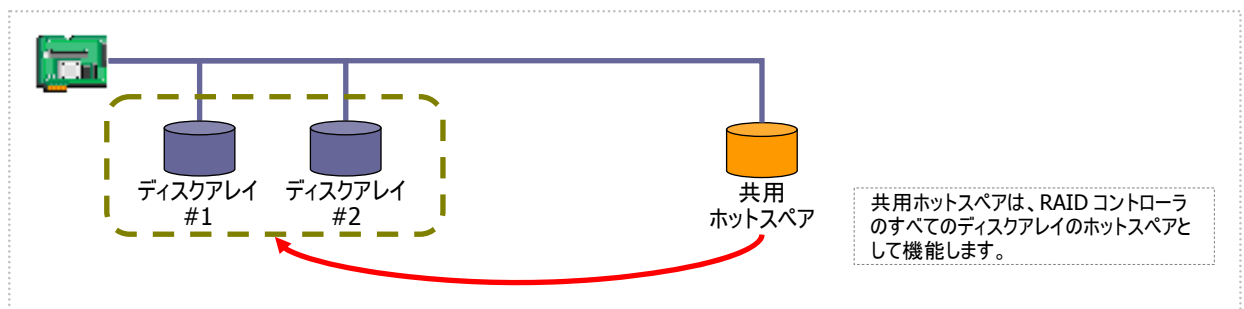 ディスクアレイ
#1
ディスクアレイ
#2
共用
ホットスペア
共用ホットスペアは、RAID コントローラ
のすべてのディスクアレイのホットスペアと
して機能します。